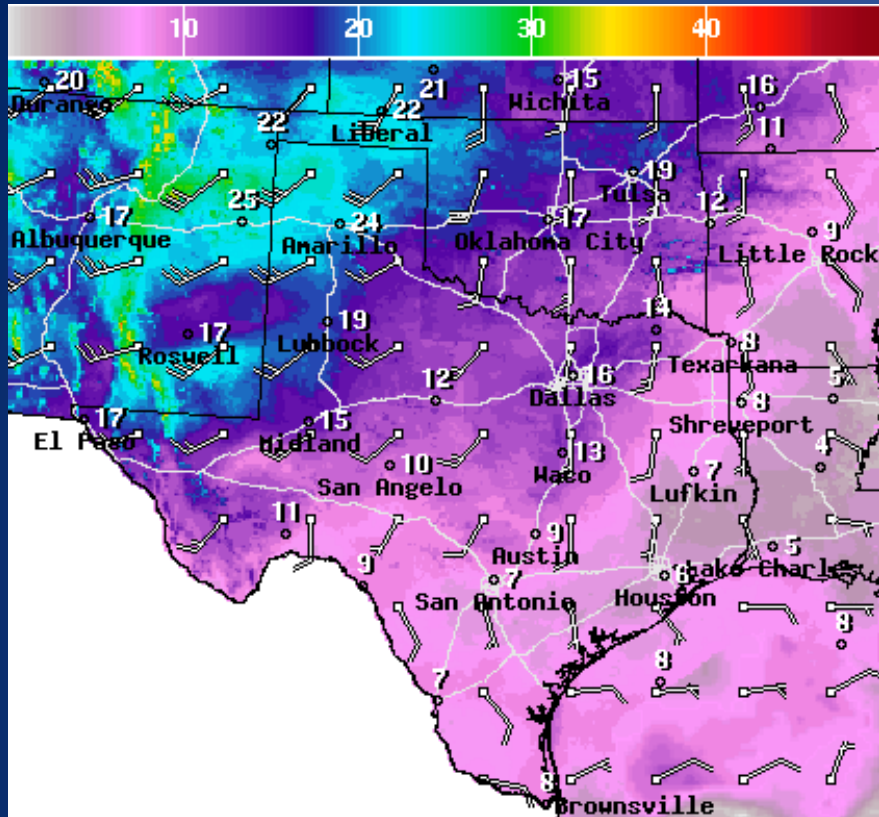 10 20 30 40
20 21 15 16
Durango 22 Wichita
22 Liberal 11
19
Tulsa
17 25 24 17 12 9
Albuquerque Amarillo Oklahoma City Little Rock
17 19 14
Roswell Lubbock 8
Texarkana
12 16 5
Dallas 8
17 15 Shreveport
El Paso Midland 13 4
10 Waco 7
San Angelo Lufkin
11 9 5
Austin Lake Charles
9 7 6
San Antonio Houston
8
8
7
8
Brownsville